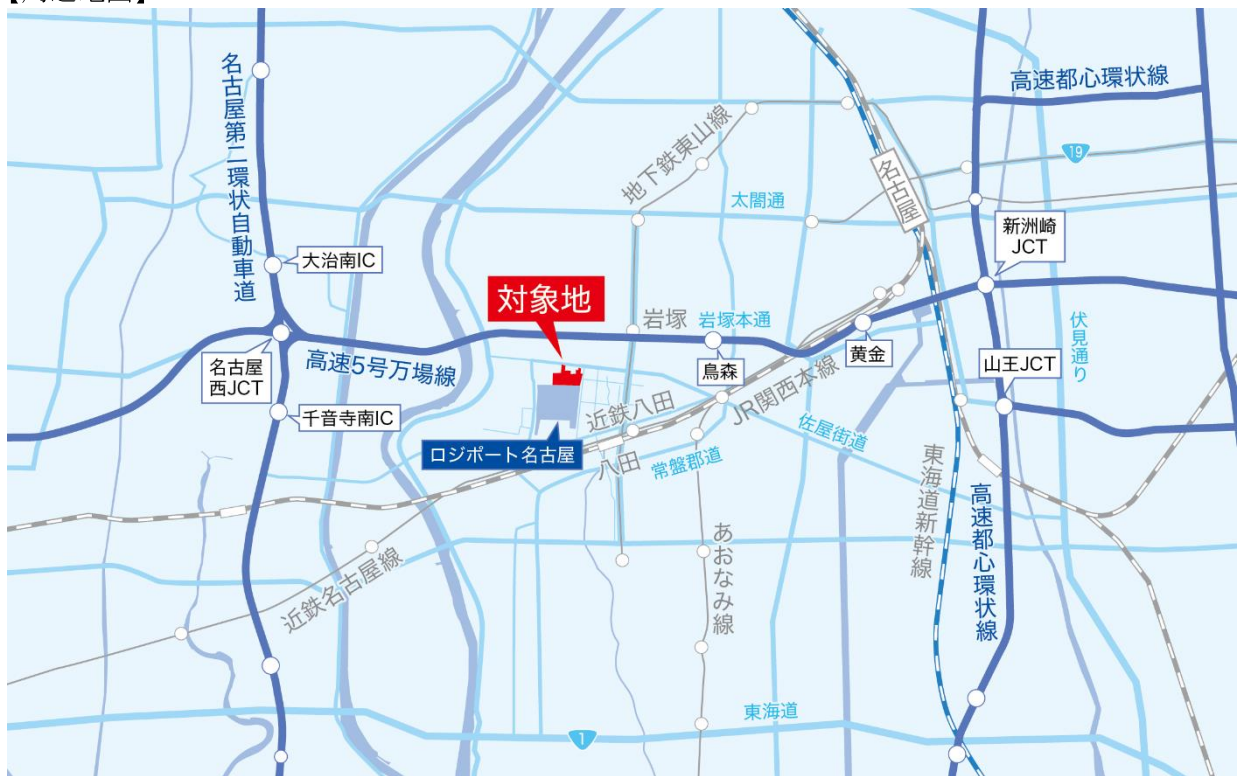 高速都心環状線
名古屋第二環状自動車道
地下鉄東山線
19
名古屋
太閤通
新洲崎
JCT
大治南IC
対象地
岩塚
岩塚本通
伏見通り
名古屋
西JCT
高速5号万場線
烏森
黄金
山王JCT
千音寺南IC
近鉄八田
JR関西本線
佐屋街道
ロジポート名古屋
八田
常盤郡道
東海道新幹線
高速都心環状線
あおなみ線
近鉄名古屋線
東海道
1